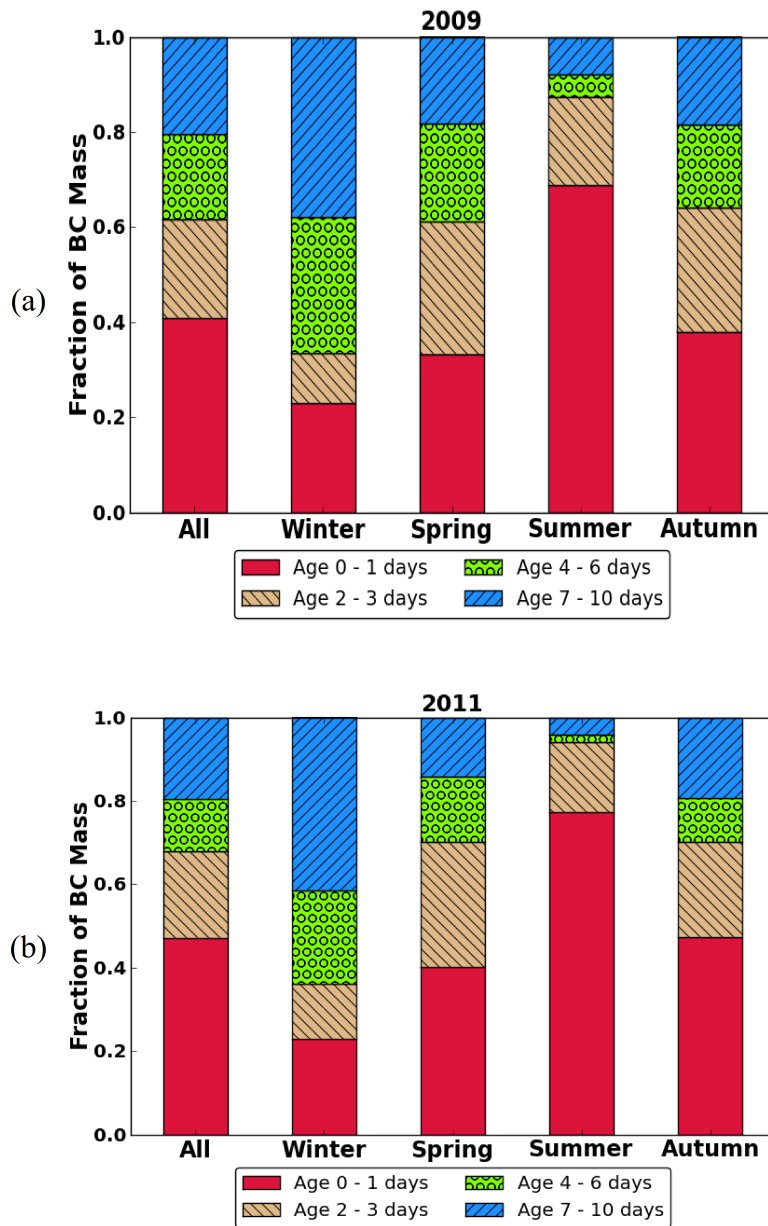 2009
(a)
Fraction of BC Mass
1.0
0.8
0.6
0.4
0.2
0.0
All Winter Spring Summer Autumn
Age 0 - 1 days Age 4 - 6 days
Age 2 - 3 days Age 7 - 10 days
2011
(b)
Fraction of BC Mass
1.0
0.8
0.6
0.4
0.2
0.0
All Winter Spring Summer Autumn
Age 0 - 1 days Age 4 - 6 days
Age 2 - 3 days Age 7 - 10 days